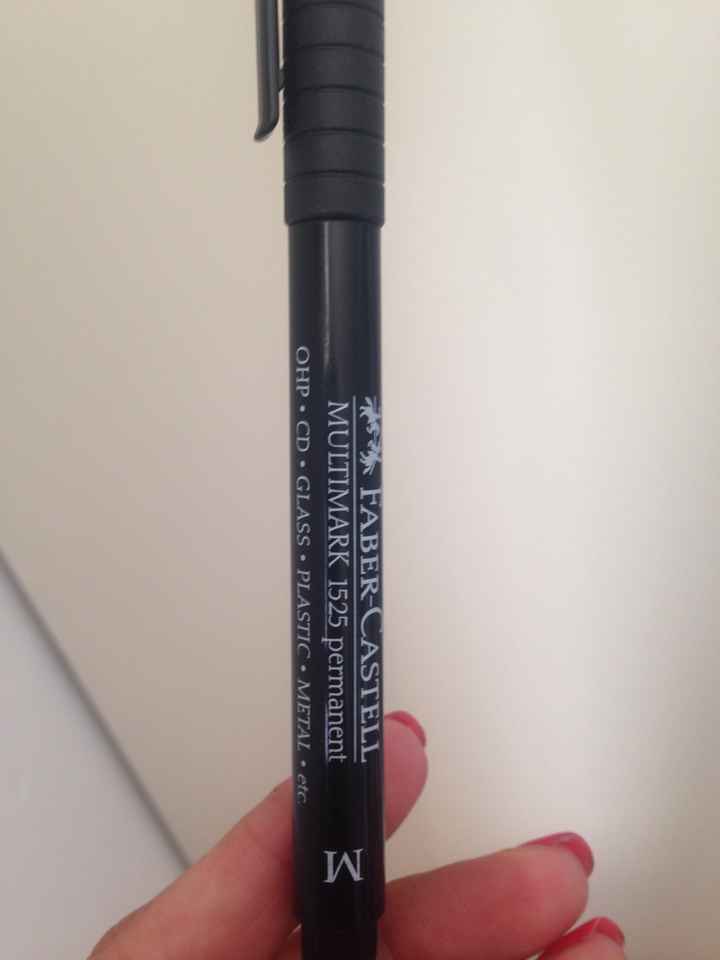 FABER-CASTELL
MULTIMARK 1525 permanent
OHP • CD • GLASS • PLASTIC • METAL • etc.
M